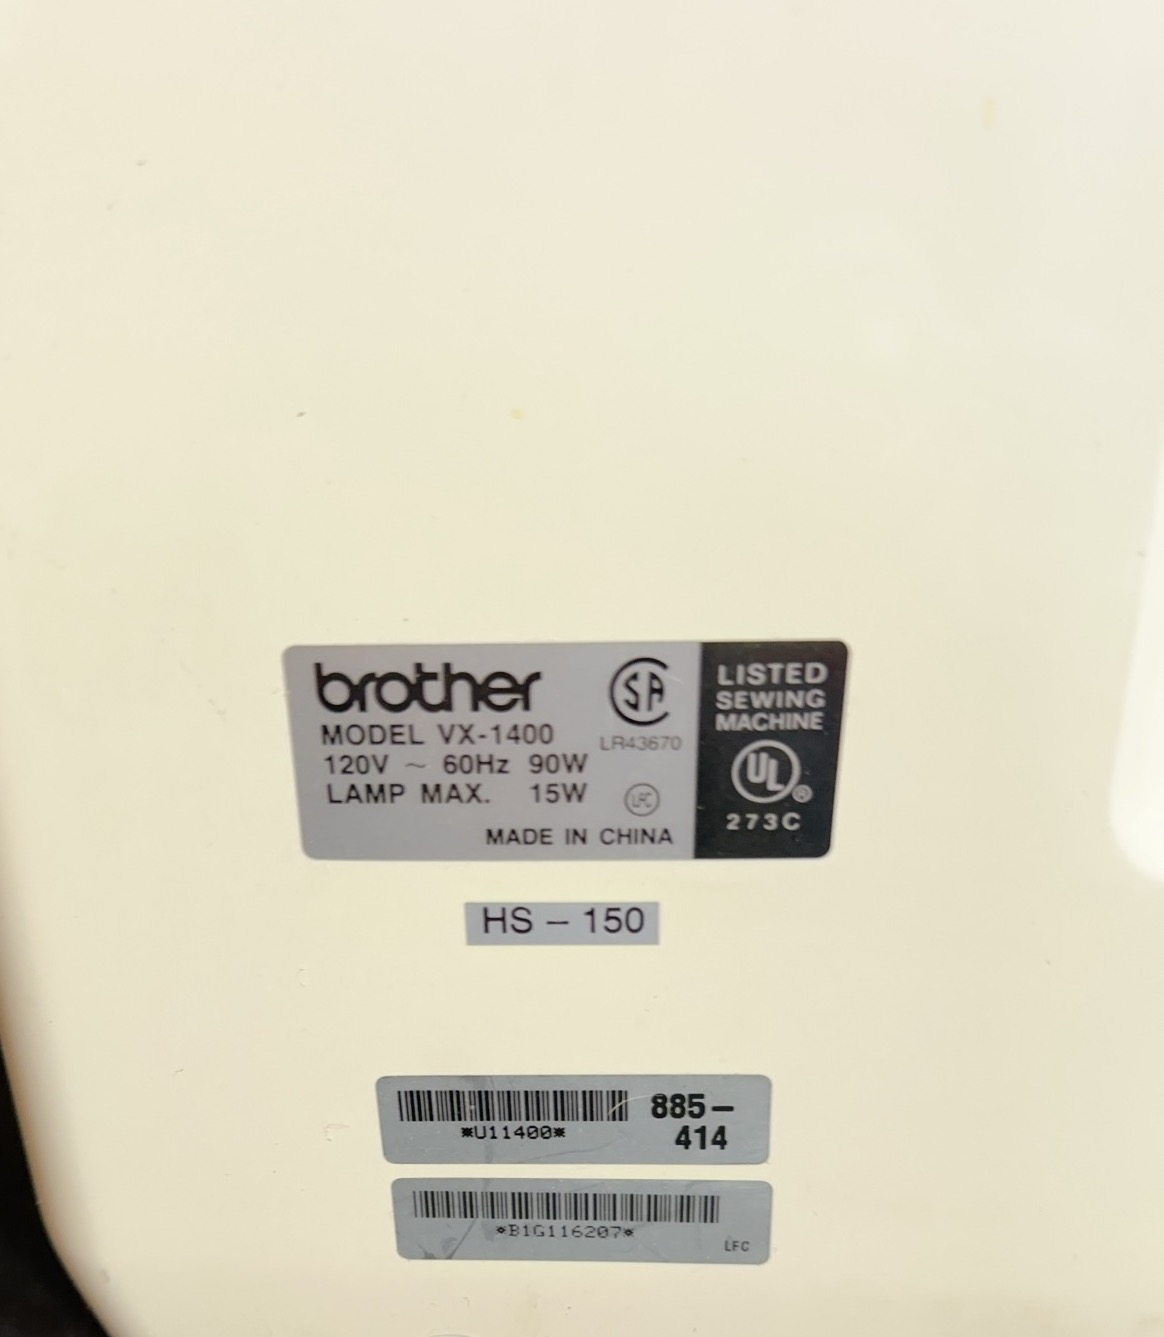 brother
MODEL VX-1400
120V ~ 60Hz 90W
LAMP MAX. 15W
MADE IN CHINA
SA
LR43670
LFC
LISTED
SEWING
MACHINE
UL ®
273C
HS – 150
885–
414
*U11400*
*B1G116207*
LFC